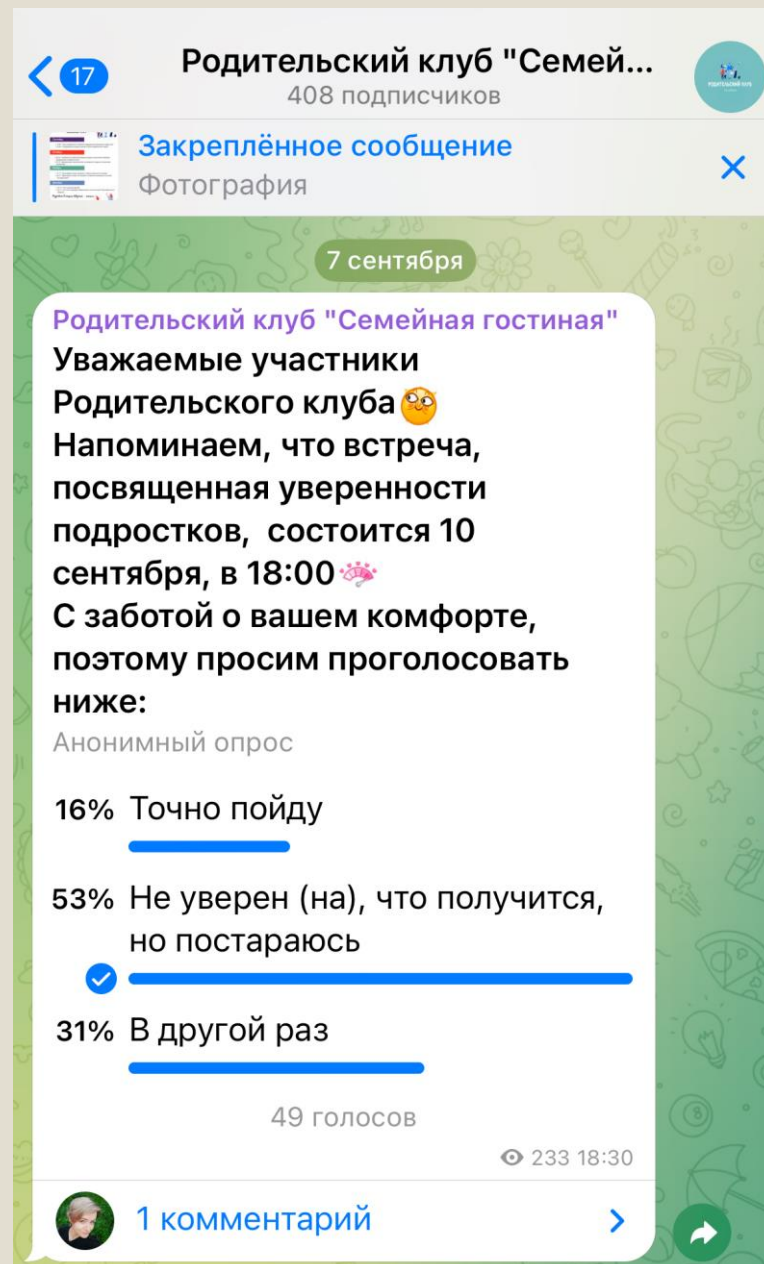 17
Родительский клуб "Семей...
408 подписчиков
Закреплённое сообщение
Фотография
7 сентября
Родительский клуб "Семейная гостиная"
Уважаемые участники
Родительского клуба
Напоминаем, что встреча,
посвященная уверенности
подростков, состоится 10
сентября, в 18:00
С заботой о вашем комфорте,
поэтому просим проголосовать
ниже:
Анонимный опрос
16% Точно пойду
53% Не уверен (на), что получится,
но постараюсь
31% В другой раз
49 голосов
233 18:30
1 комментарий